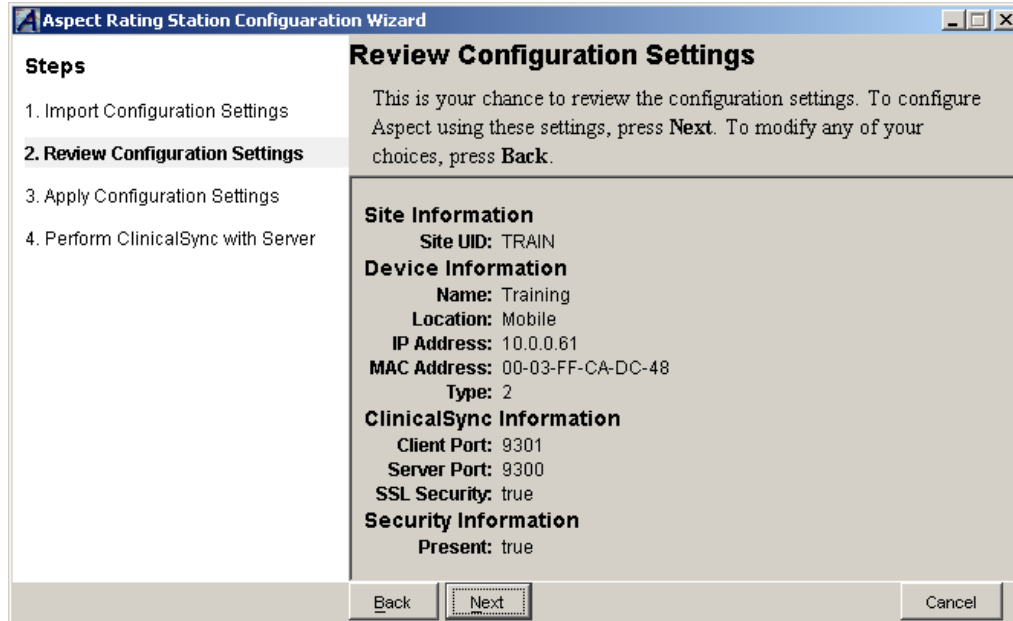 Aspect Rating Station Configuaration Wizard
Steps
1. Import Configuration Settings
2. Review Configuration Settings
3. Apply Configuration Settings
4. Perform ClinicalSync with Server
Review Configuration Settings
This is your chance to review the configuration settings. To configure
Aspect using these settings, press Next. To modify any of your
choices, press Back.
Site Information
Site UID: TRAIN
Device Information
Name: Training
Location: Mobile
IP Address: 10.0.0.61
MAC Address: 00-03-FF-CA-DC-48
Type: 2
ClinicalSync Information
Client Port: 9301
Server Port: 9300
SSL Security: true
Security Information
Present: true
Back Next Cancel